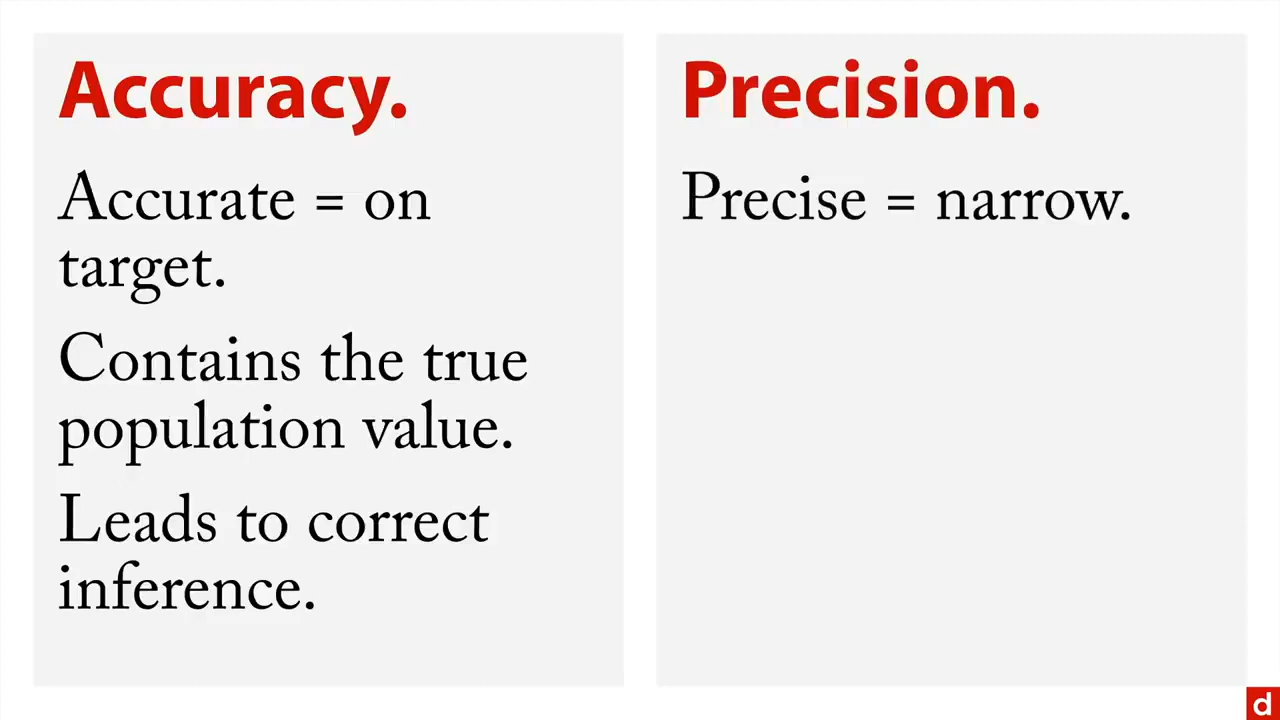 Accuracy.
Accurate = on
target.
Contains the true
population value.
Leads to correct
inference.
Precision.
Precise = narrow.
d